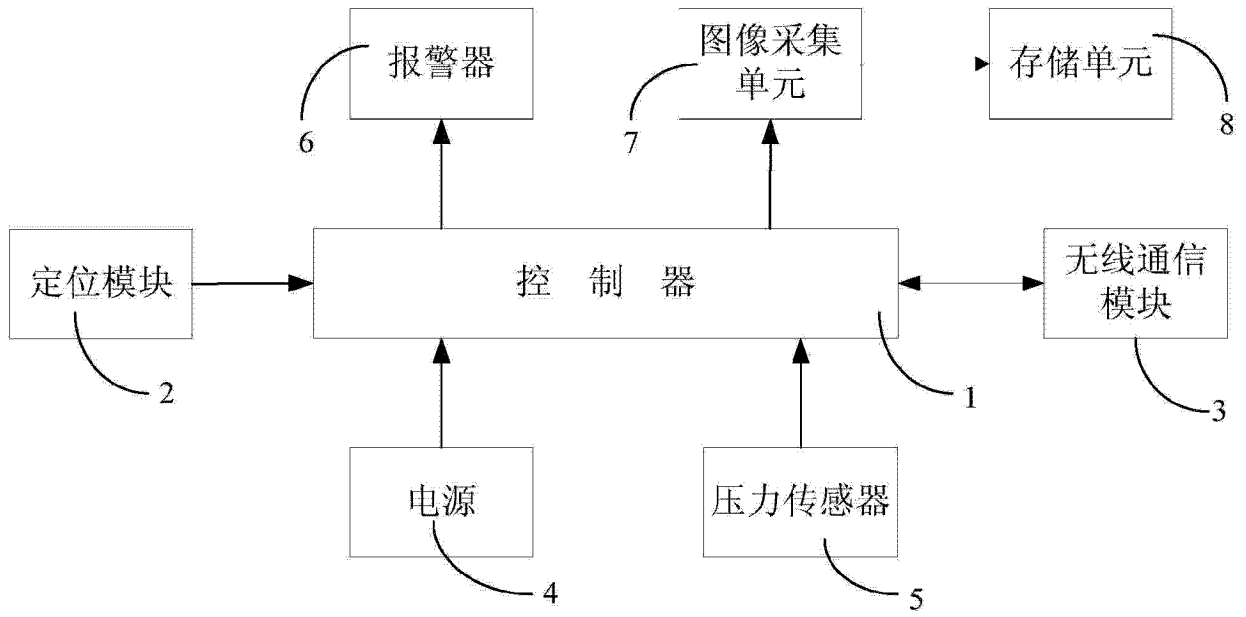 报警器
6
图像采集
单元
7
存储单元
8
定位模块
2
控 制 器
1
无线通信
模块
3
电源
4
压力传感器
5